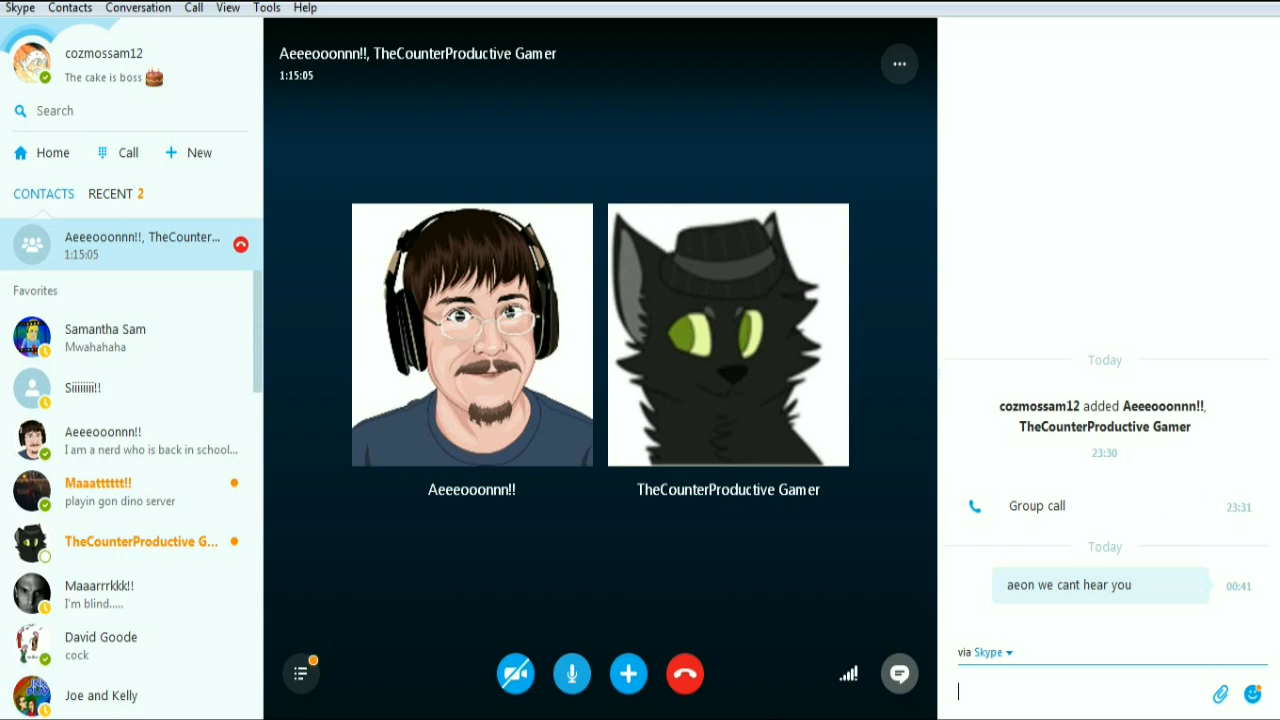 Skype Contacts Conversation Call View Tools Help
cozmossam12
The cake is boss
Search
Home Call New
CONTACTS RECENT 2
Aeeeooonnn!!, TheCounter...
1:15:05
Favorites
Samantha Sam
Mwahahaha
Siiiiiiii!!
Aeeeooonnn!!
I am a nerd who is back in school...
Maaatttttt!!
playin gon dino server
TheCounterProductive G...
Maaarrrkkk!!
I'm blind.....
David Goode
cock
Joe and Kelly
Aeeeooonnn!!, TheCounterProductive Gamer
1:15:05
Aeeeooonnn!!
TheCounterProductive Gamer
Today
cozmossam12 added Aeeeooonnn!!,
TheCounterProductive Gamer
23:30
Group call 23:31
Today
aeon we cant hear you 00:41
via Skype